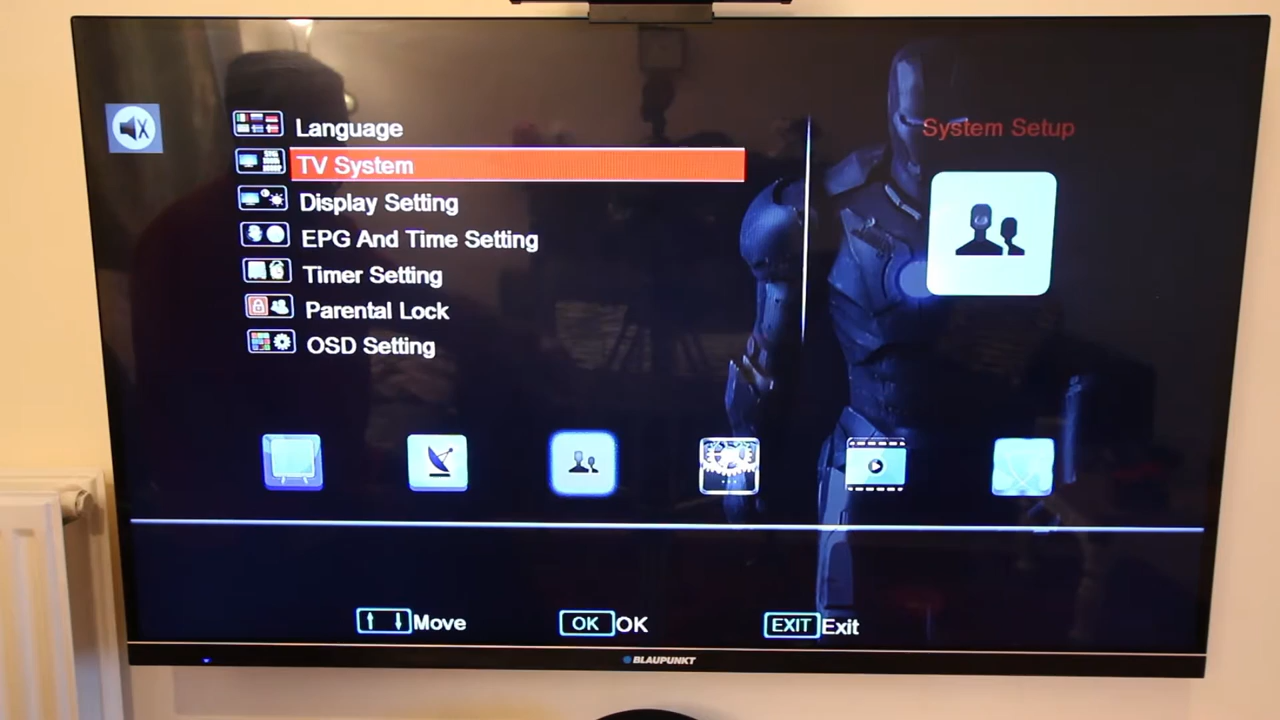 Language
System Setup
TV System
Display Setting
EPG And Time Setting
Timer Setting
Parental Lock
OSD Setting
Move
OK OK
EXIT Exit
BLAUPUNKT